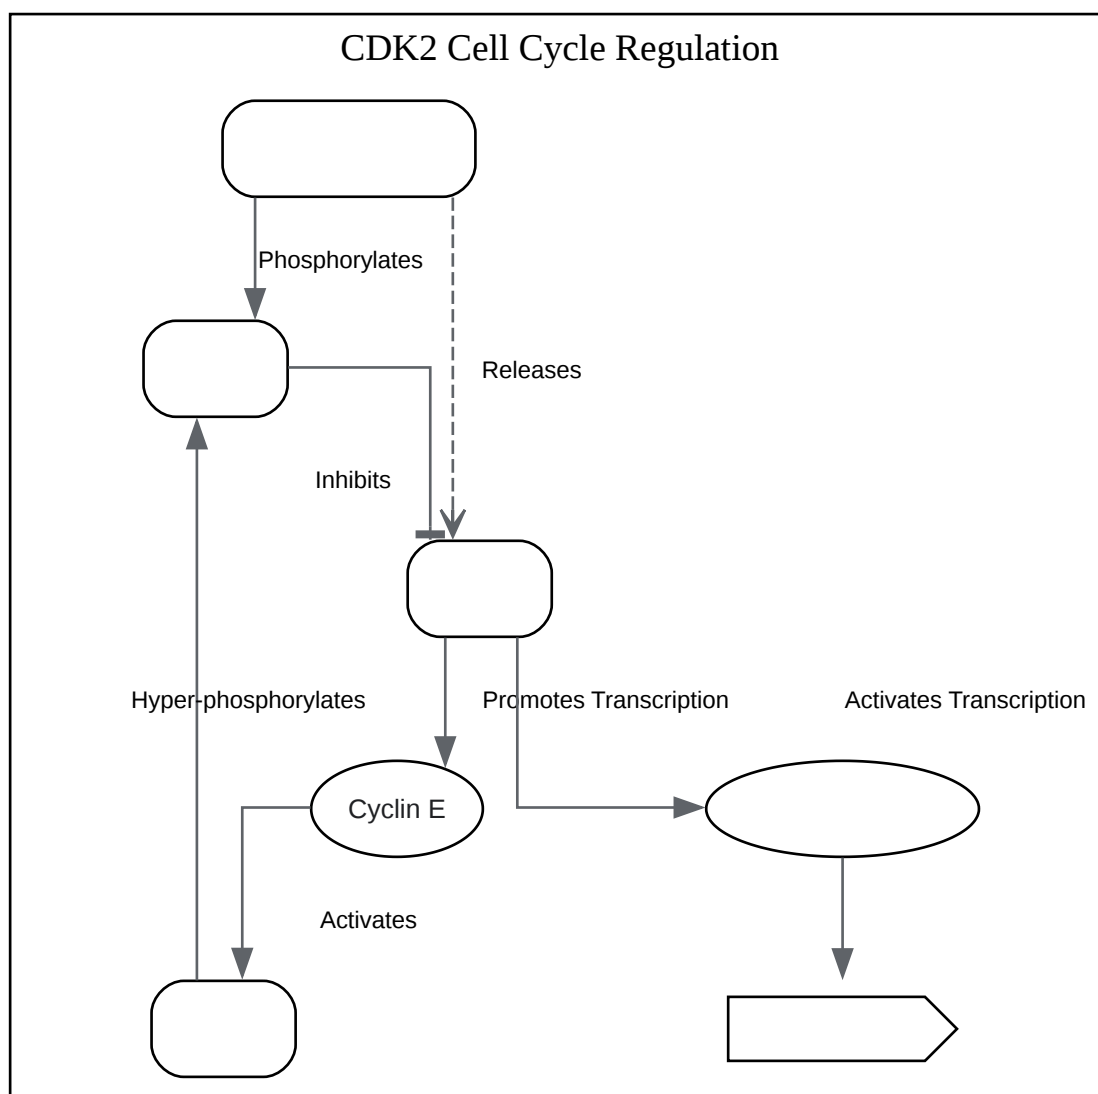 CDK2 Cell Cycle Regulation
Phosphorylates
Releases
Inhibits
Hyper-phosphorylates
Promotes Transcription
Activates Transcription
Cyclin E
Activates